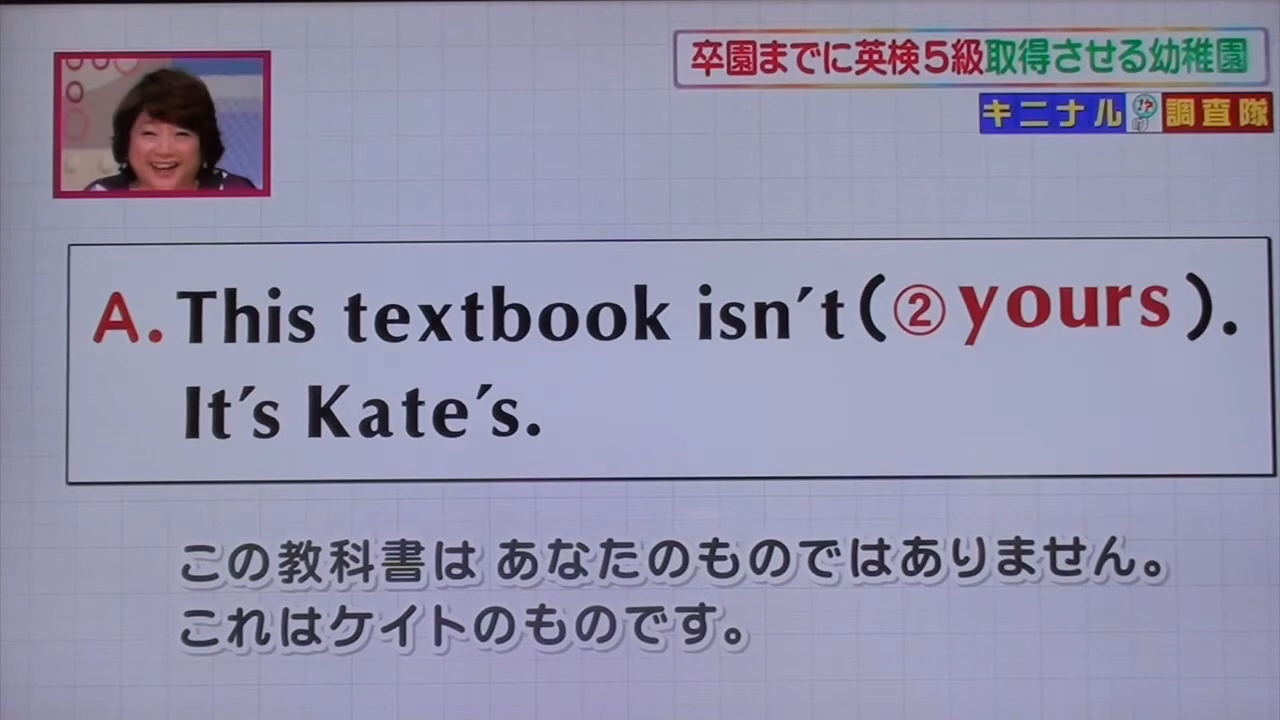 卒園までに英検5級取得させる幼稚園
キニナル!?調査隊
A.This textbook isn't(②yours).
It's Kate's.
この教科書は あなたのものではありません。
これはケイトのものです。